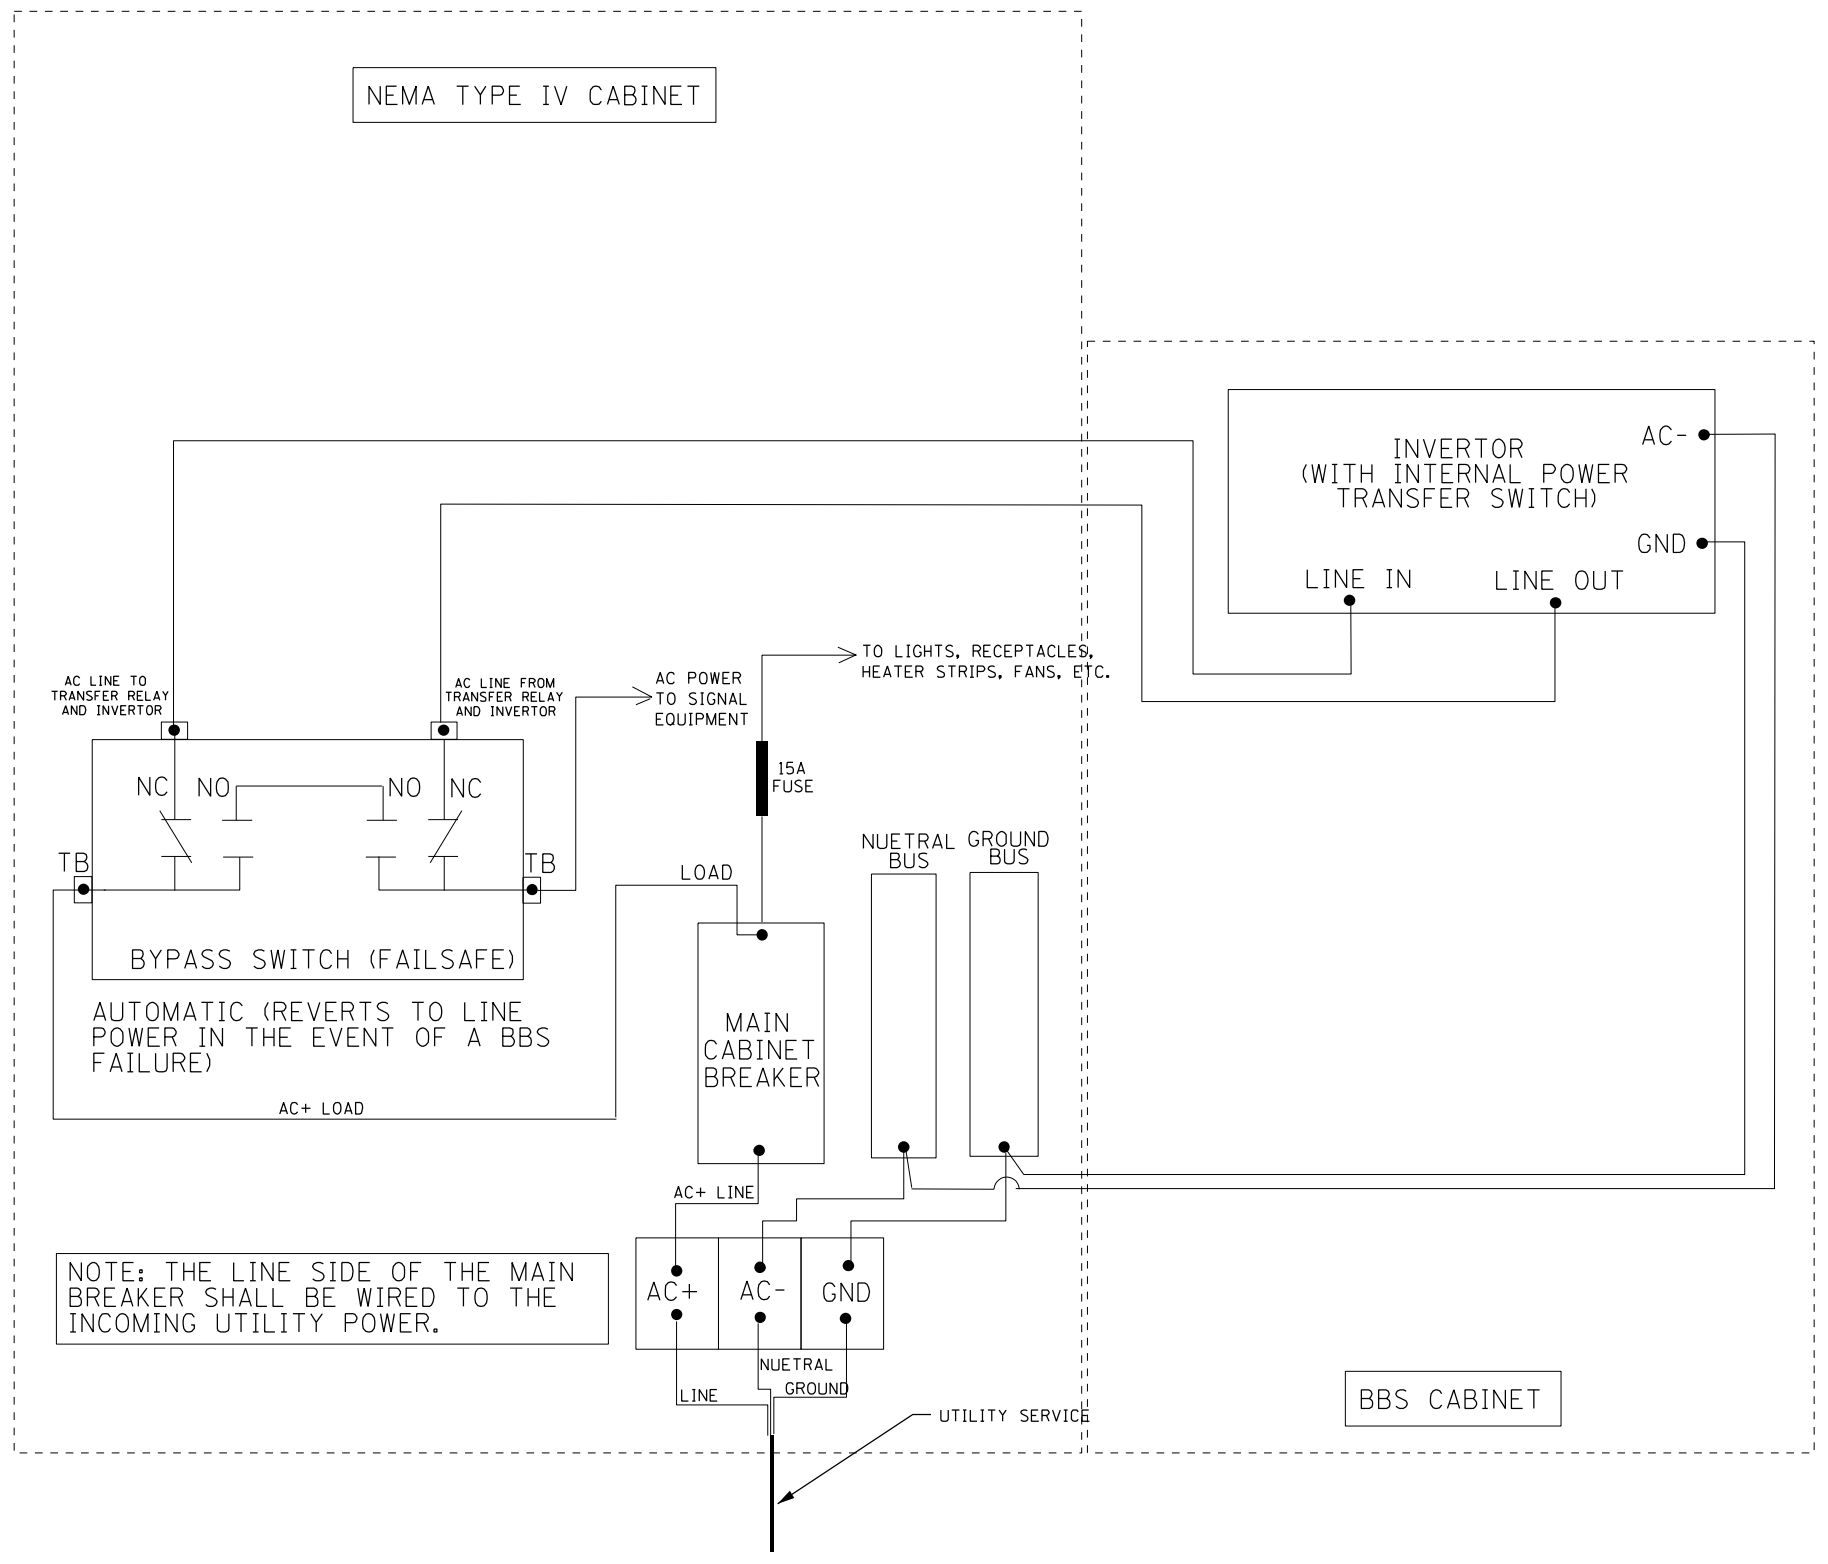 NEMA TYPE IV CABINET
INVERTOR
(WITH INTERNAL POWER
TRANSFER SWITCH)
AC-
GND
LINE IN
LINE OUT
TO LIGHTS, RECEPTACLES,
HEATER STRIPS, FANS, ETC.
AC POWER
TO SIGNAL
EQUIPMENT
AC LINE TO
TRANSFER RELAY
AND INVERTOR
AC LINE FROM
TRANSFER RELAY
AND INVERTOR
15A
FUSE
NC
NO
NO
NC
TB
TB
BYPASS SWITCH (FAILSAFE)
AUTOMATIC (REVERTS TO LINE
POWER IN THE EVENT OF A BBS
FAILURE)
AC+ LOAD
LOAD
NUETRAL
BUS
GROUND
BUS
MAIN
CABINET
BREAKER
AC+ LINE
AC+
AC-
GND
NUETRAL
GROUND
LINE
UTILITY SERVICE
NOTE: THE LINE SIDE OF THE MAIN
BREAKER SHALL BE WIRED TO THE
INCOMING UTILITY POWER.
BBS CABINET